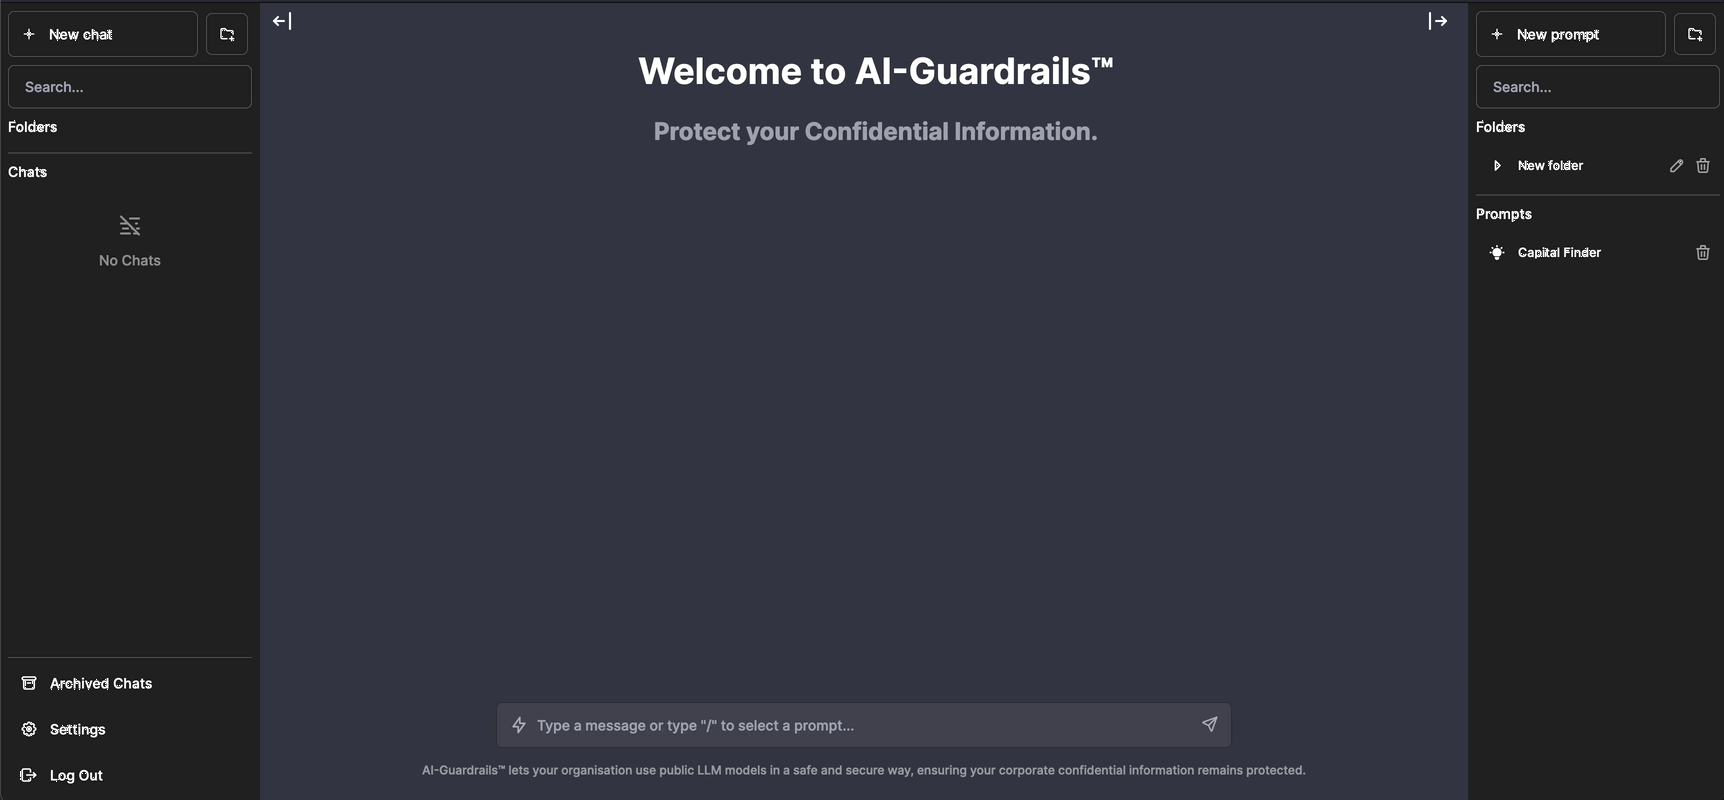 New chat
Search...
Folders
Chats
No Chats
Archived Chats
Settings
Log Out
Welcome to AI-Guardrails™
Protect your Confidential Information.
Type a message or type "/" to select a prompt...
AI-Guardrails™ lets your organisation use public LLM models in a safe and secure way, ensuring your corporate confidential information remains protected.
New prompt
Search...
Folders
New folder
Prompts
Capital Finder